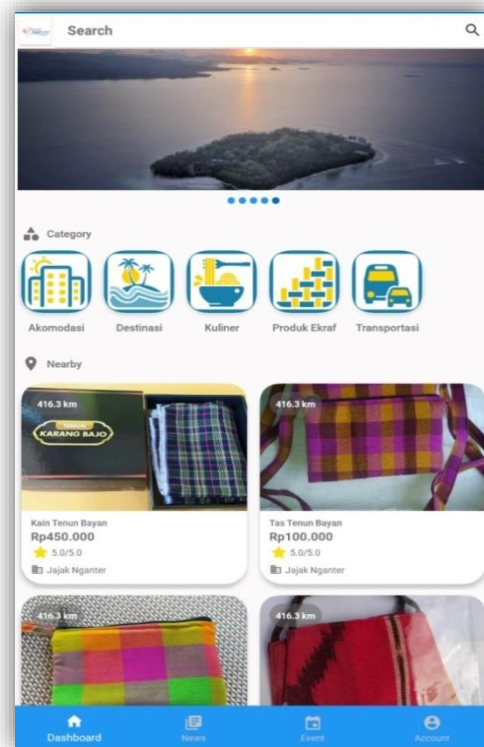 Search
Category
Akomodasi
Destinasi
Kuliner
Produk Ekraf
Transportasi
Nearby
416.3 km
TENUN
KARANG BAJO
Kain Tenun Bayan
Rp450.000
5.0/5.0
Jajak Nganter
416.3 km
Tas Tenun Bayan
Rp100.000
5.0/5.0
Jajak Nganter
416.3 km
416.3 km
Dashboard
News
Event
Account